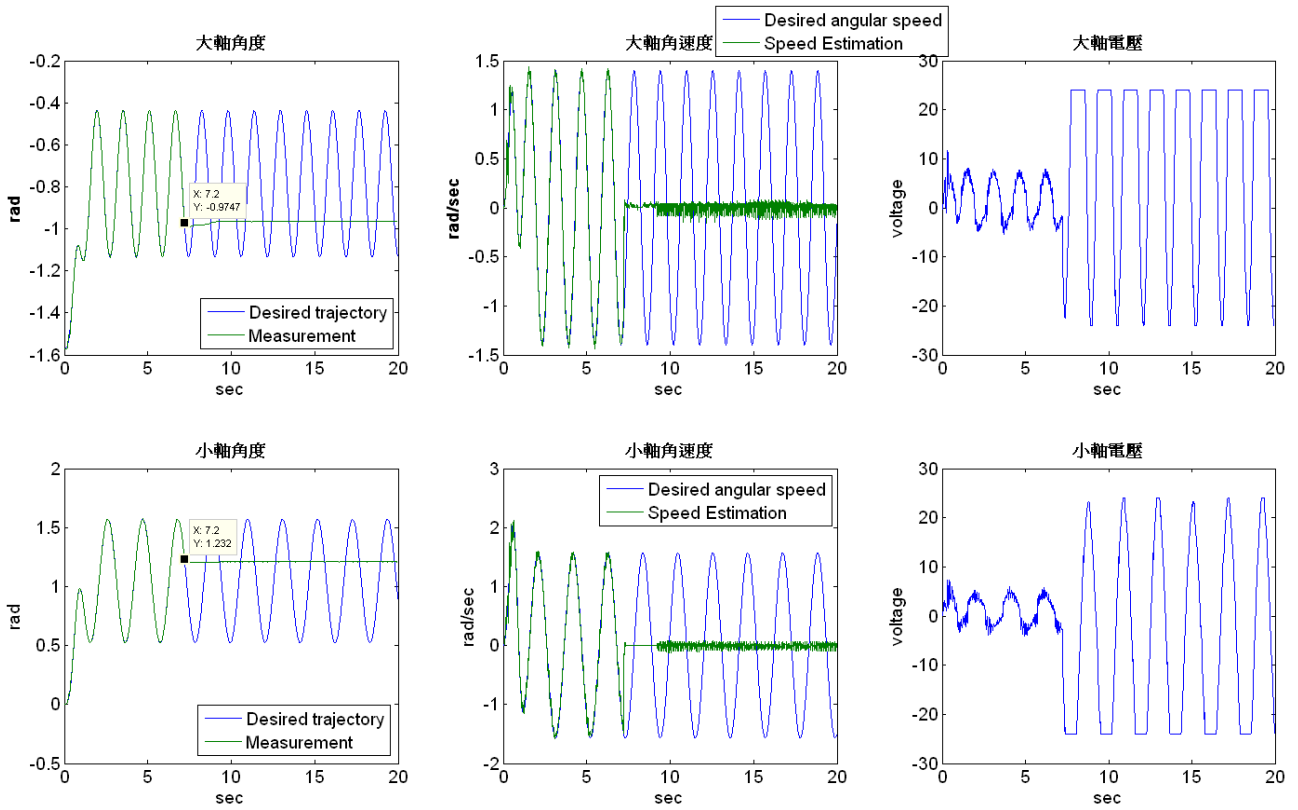 大軸角度
-0.2
-0.4
-0.6
-0.8
-1
-1.2
-1.4
-1.6
rad
X: 7.2
Y: -0.9747
Desired trajectory
Measurement
0 5 10 15 20
sec
Desired angular speed
Speed Estimation
大軸角速度
1.5
1
0.5
0
-0.5
-1
-1.5
rad/sec
0 5 10 15 20
sec
大軸電壓
30
20
10
0
-10
-20
-30
voltage
0 5 10 15 20
sec
小軸角度
2
1.5
1
0.5
0
-0.5
rad
X: 7.2
Y: 1.232
Desired trajectory
Measurement
0 5 10 15 20
sec
小軸角速度
3
2
1
0
-1
-2
rad/sec
Desired angular speed
Speed Estimation
0 5 10 15 20
sec
小軸電壓
30
20
10
0
-10
-20
-30
voltage
0 5 10 15 20
sec